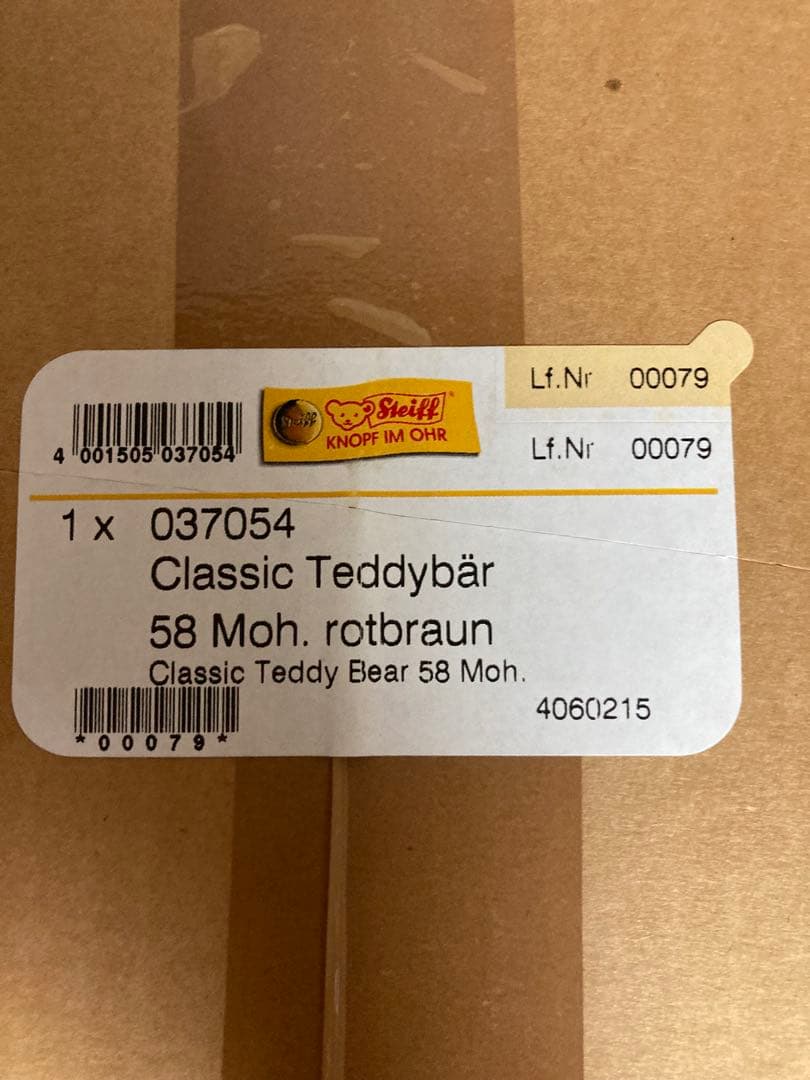 Lf.Nr 00079
Steiff
KNOPF IM OHR
Lf.Nr 00079
4 001505 037054
1 x 037054
Classic Teddybär
58 Moh. rotbraun
Classic Teddy Bear 58 Moh.
4060215
*00079*